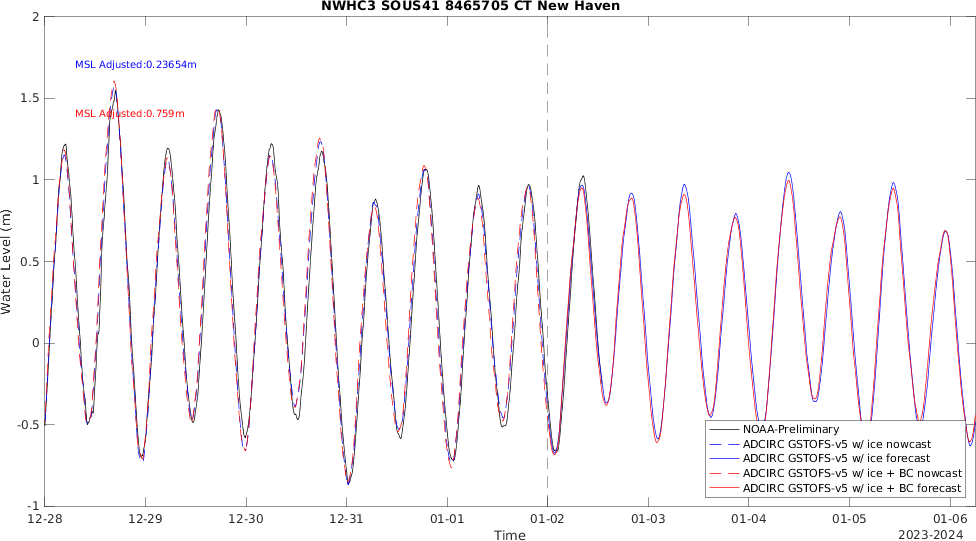 NWHC3 SOUS41 8465705 CT New Haven
MSL Adjusted:0.23654m
MSL Adjusted:0.759m
Water Level (m)
2
1.5
1
0.5
0
-0.5
-1
NOAA-Preliminary
ADCIRC GSTOFS-v5 w/ ice nowcast
ADCIRC GSTOFS-v5 w/ ice forecast
ADCIRC GSTOFS-v5 w/ ice + BC nowcast
ADCIRC GSTOFS-v5 w/ ice + BC forecast
12-28 12-29 12-30 12-31 01-01 01-02 01-03 01-04 01-05 01-06
Time
2023-2024